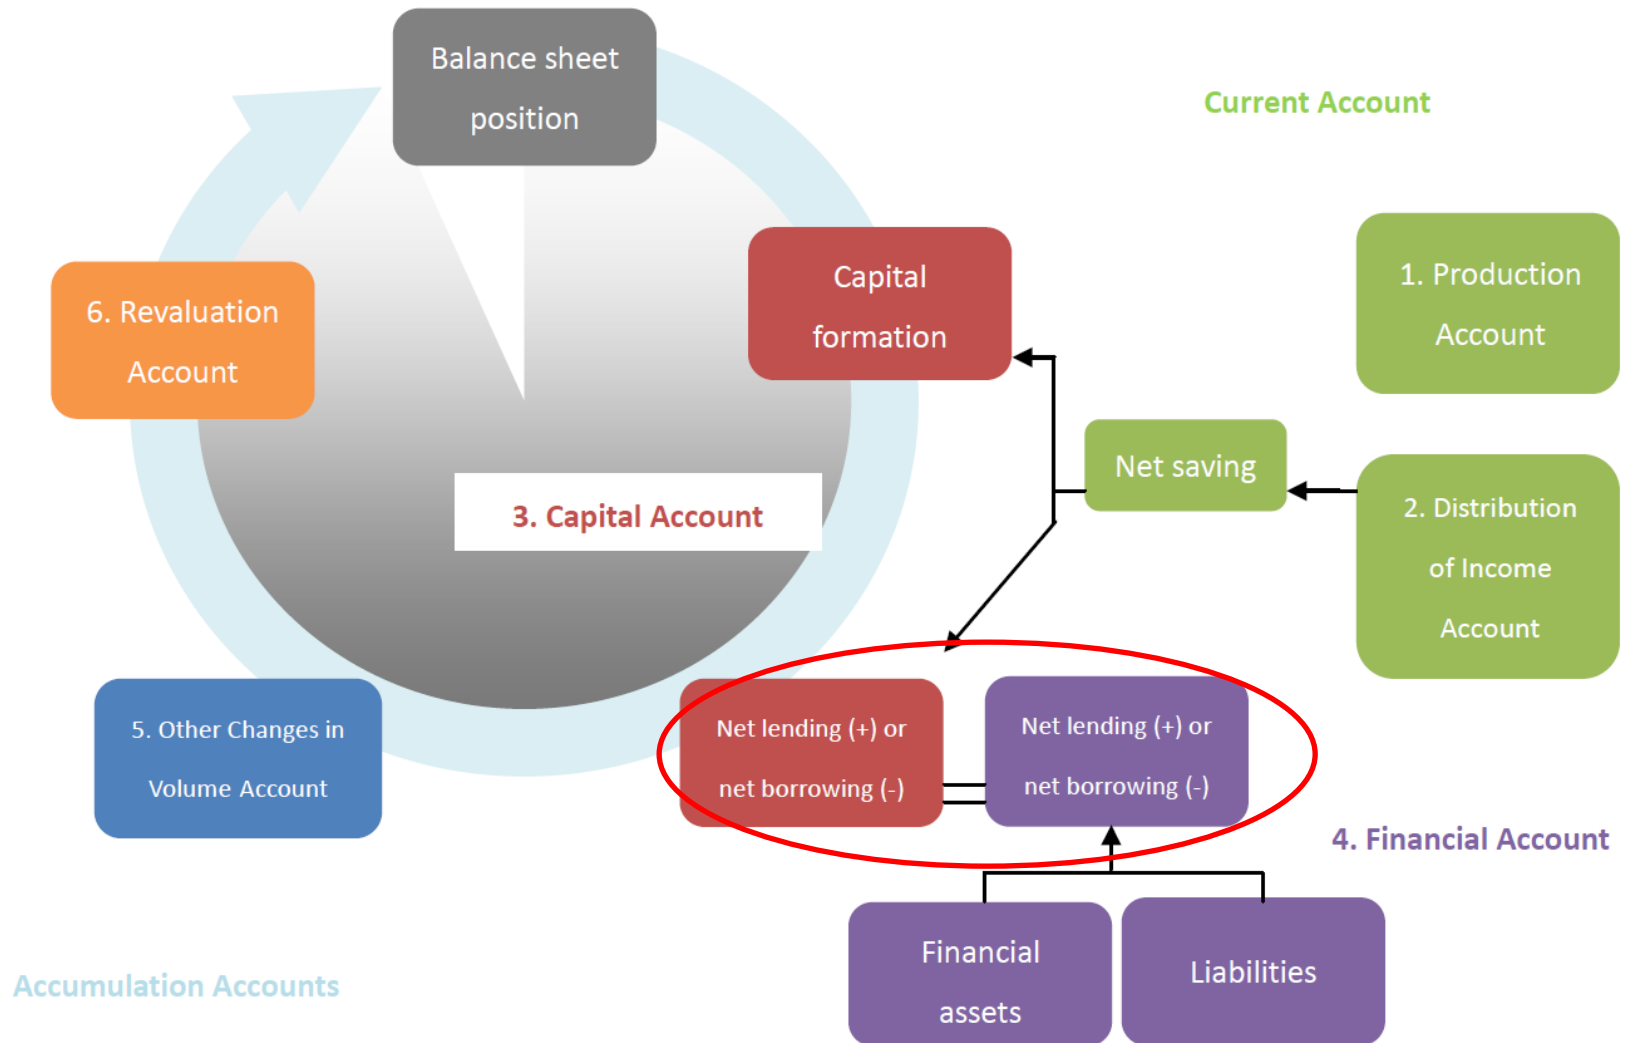 Balance sheet
position
Current Account
Capital
formation
1. Production
Account
6. Revaluation
Account
Net saving
3. Capital Account
2. Distribution
of Income
Account
5. Other Changes in
Volume Account
Net lending (+) or
net borrowing (-)
Net lending (+) or
net borrowing (-)
4. Financial Account
Financial
assets
Liabilities
Accumulation Accounts